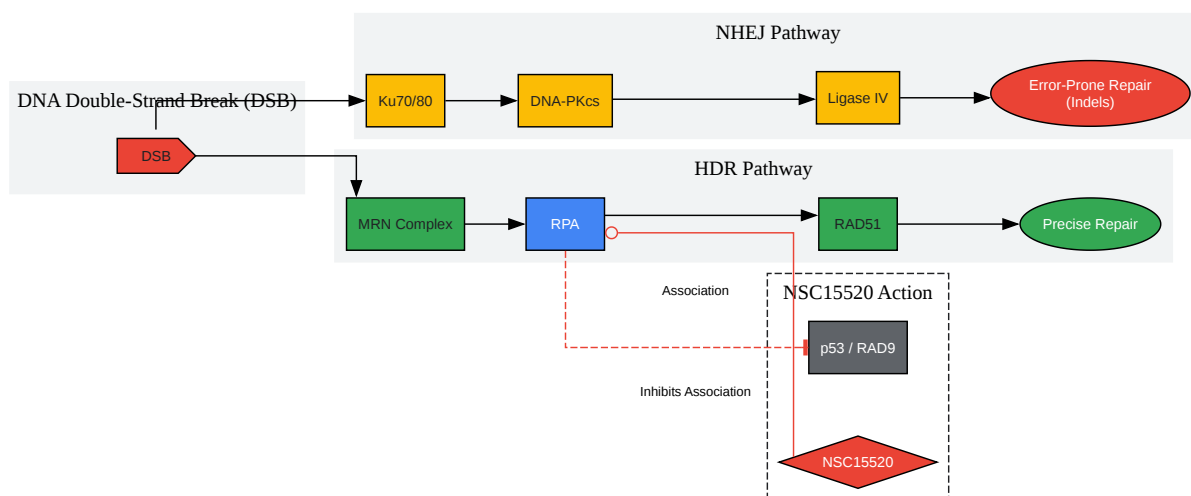 NHEJ Pathway
DNA Double-Strand Break (DSB)
Ku70/80
DNA-PKcs
Ligase IV
Error-Prone Repair
(Indels)
DSB
HDR Pathway
MRN Complex
RPA
RAD51
Precise Repair
Association
NSC15520 Action
p53 / RAD9
Inhibits Association
NSC15520